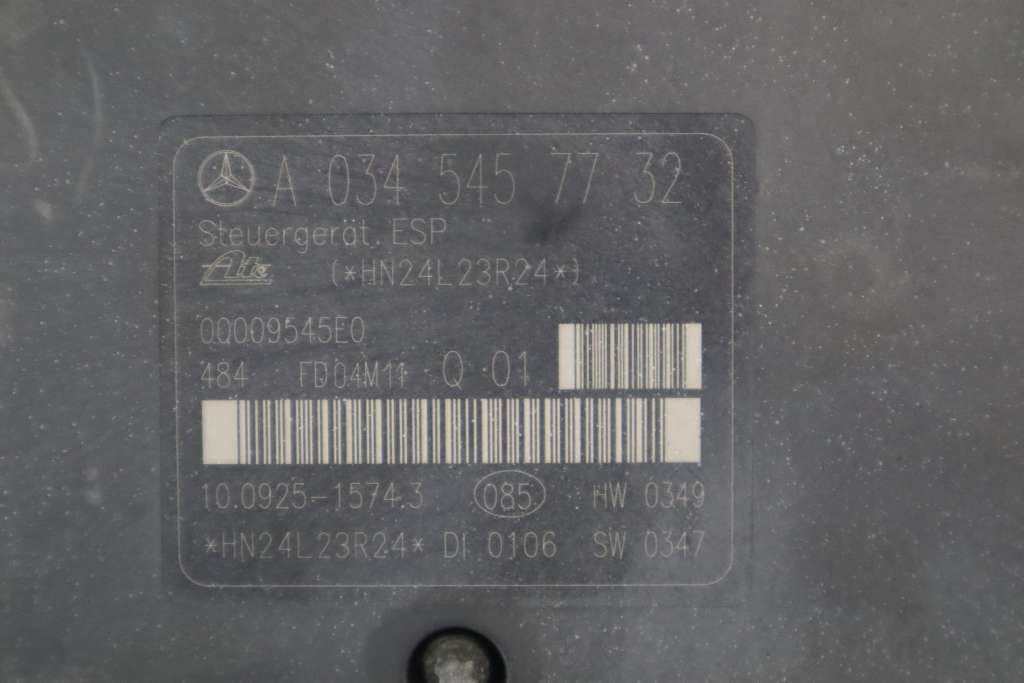 A 034 545 77 32
Steuergerät ESP
Ate (*HN24L23R24*)
00009545E0
484 FD04M11 Q 01
10.0925-1574.3 085 HW 0349
*HN24L23R24* DI 0106 SW 0347